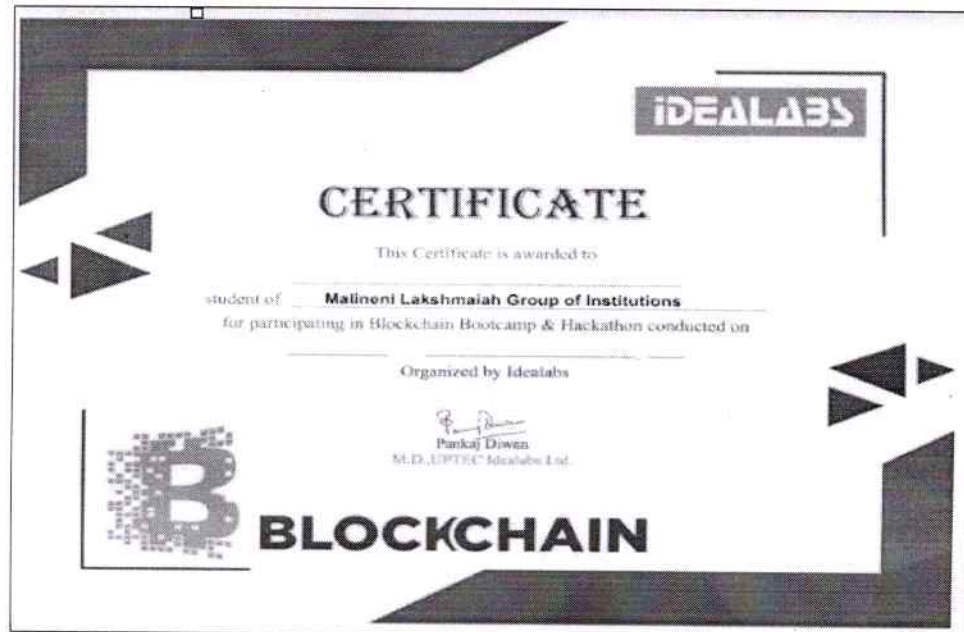 iDEALABS
CERTIFICATE
This Certificate is awarded to
student of Malineni Lakshmaiah Group of Institutions
for participating in Blockchain Bootcamp & Hackathon conducted on
Organized by Idealabs
Pankaj Diwan
M.D., UPTEC Idealabs Ltd.
BLOCKCHAIN